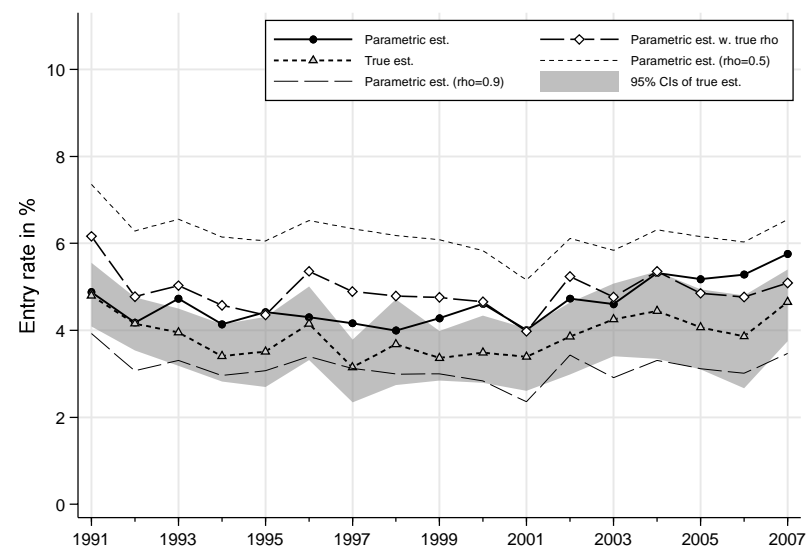 Parametric est.
Parametric est. w. true rho
True est.
Parametric est. (rho=0.5)
Parametric est. (rho=0.9)
95% CIs of true est.
Entry rate in %
10
8
6
4
2
0
1991 1993 1995 1997 1999 2001 2003 2005 2007